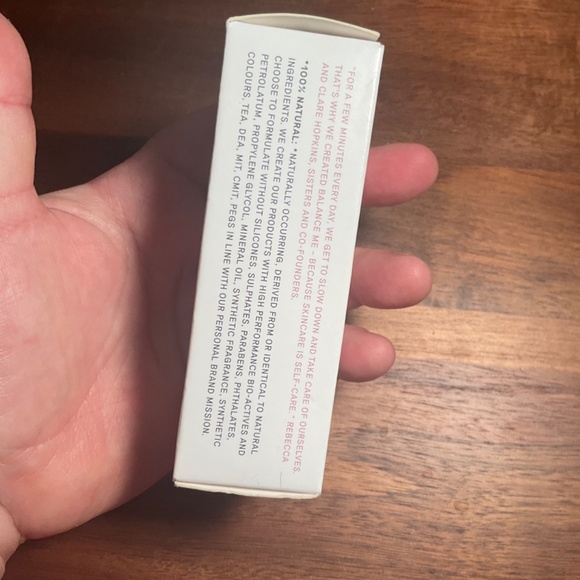 "FOR A FEW MINUTES EVERY DAY, WE GET TO SLOW DOWN AND TAKE CARE OF OURSELVES.
THAT'S WHY WE CREATED BALANCE ME - BECAUSE SKINCARE IS SELF-CARE." REBECCA
AND CLARE HOPKINS, SISTERS AND CO-FOUNDERS.
*100% NATURAL: *NATURALLY OCCURRING, DERIVED FROM OR IDENTICAL TO NATURAL
INGREDIENTS. WE CREATE OUR PRODUCTS WITH HIGH PERFORMANCE BIO-ACTIVES AND
CHOOSE TO FORMULATE WITHOUT SILICONES, SULPHATES, PARABENS, PHTHALATES,
PETROLATUM, PROPYLENE GLYCOL, MINERAL OIL, SYNTHETIC FRAGRANCE, SYNTHETIC
COLOURS, TEA, DEA, MIT, CMIT, PEGS IN LINE WITH OUR PERSONAL BRAND MISSION.